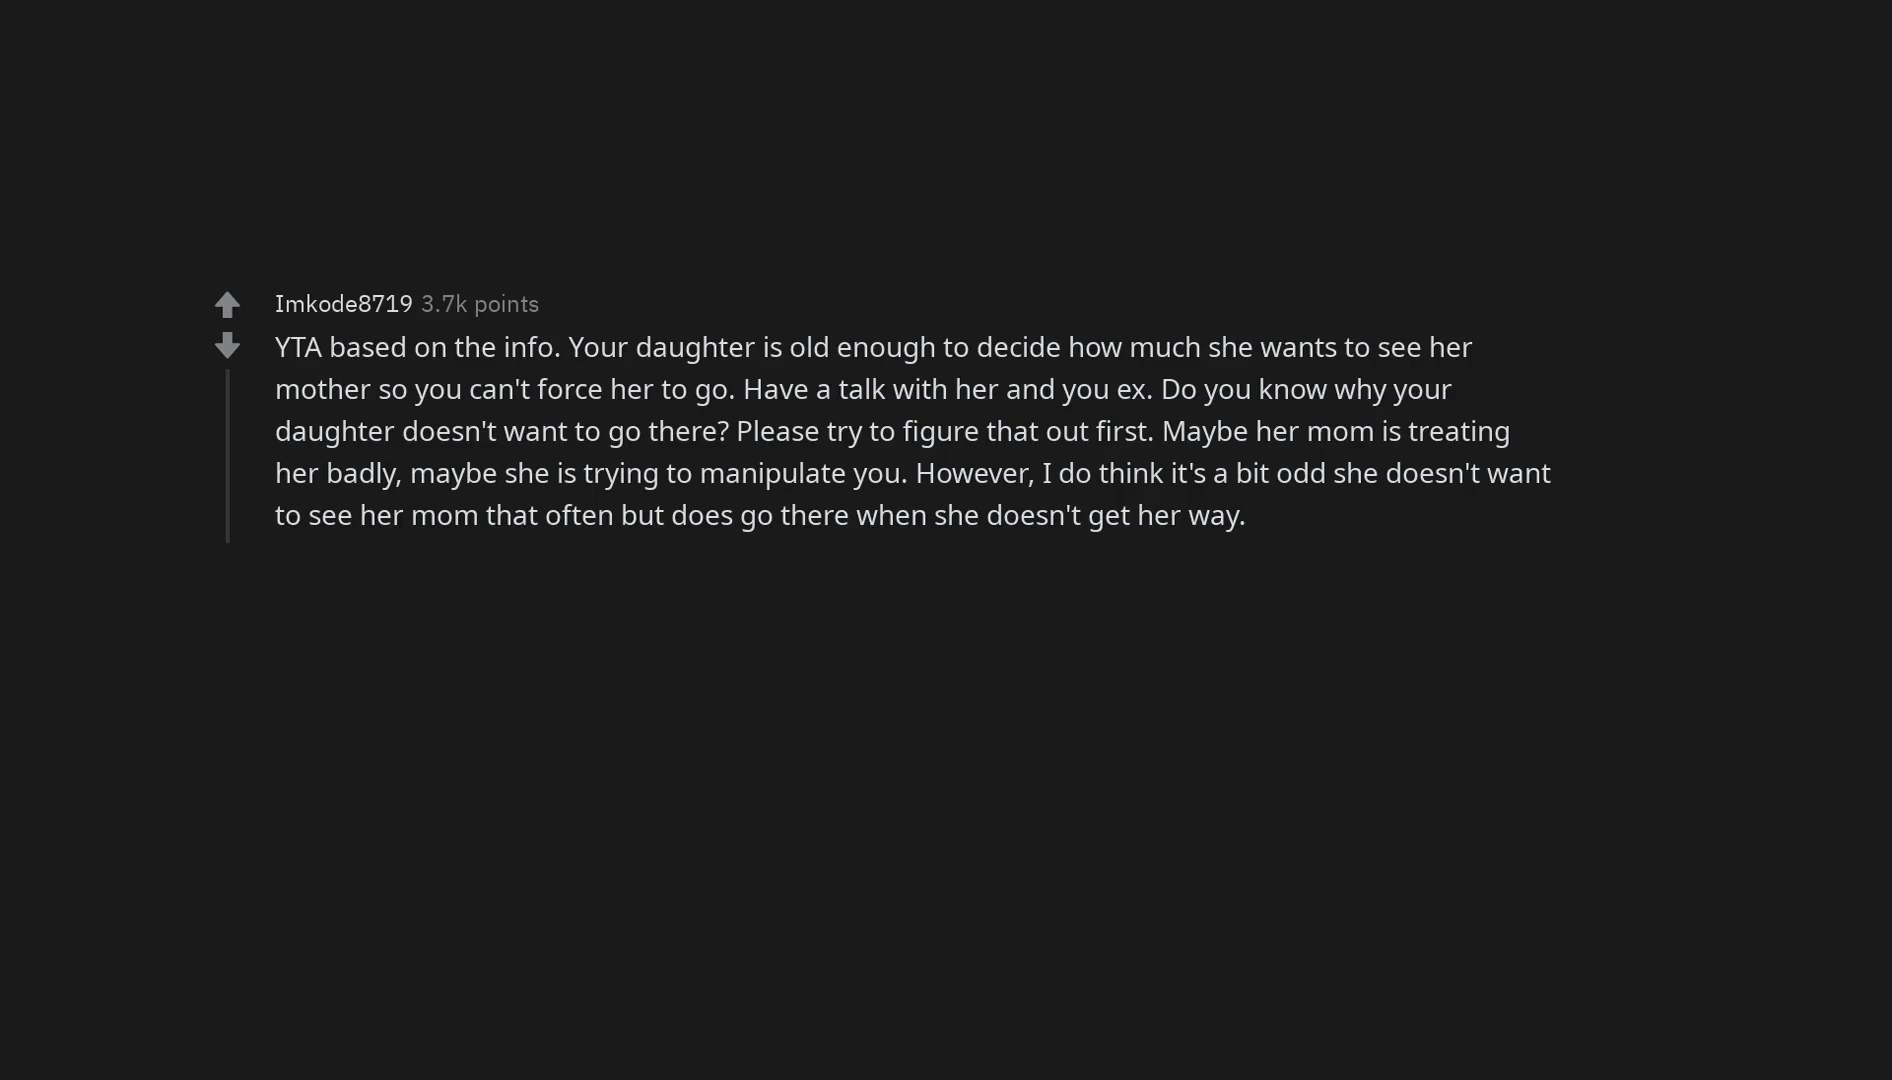 Imkode8719 3.7k points
YTA based on the info. Your daughter is old enough to decide how much she wants to see her
mother so you can't force her to go. Have a talk with her and you ex. Do you know why your
daughter doesn't want to go there? Please try to figure that out first. Maybe her mom is treating
her badly, maybe she is trying to manipulate you. However, I do think it's a bit odd she doesn't want
to see her mom that often but does go there when she doesn't get her way.